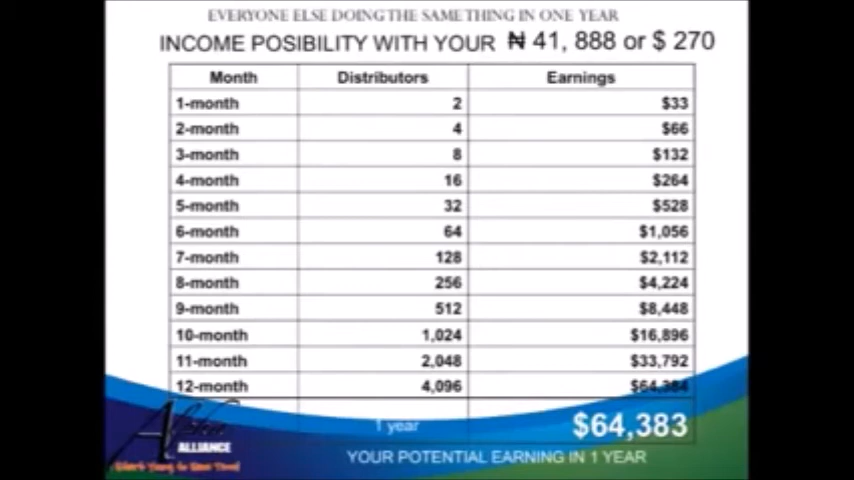 EVERYONE ELSE DOING THE SAME THING IN ONE YEAR
INCOME POSIBILITY WITH YOUR ₦ 41, 888 or $ 270
Month Distributors Earnings
1-month 2 $33
2-month 4 $66
3-month 8 $132
4-month 16 $264
5-month 32 $528
6-month 64 $1,056
7-month 128 $2,112
8-month 256 $4,224
9-month 512 $8,448
10-month 1,024 $16,896
11-month 2,048 $33,792
12-month 4,096 $64,384
1 year $64,383
ALLIANCE
YOUR POTENTIAL EARNING IN 1 YEAR